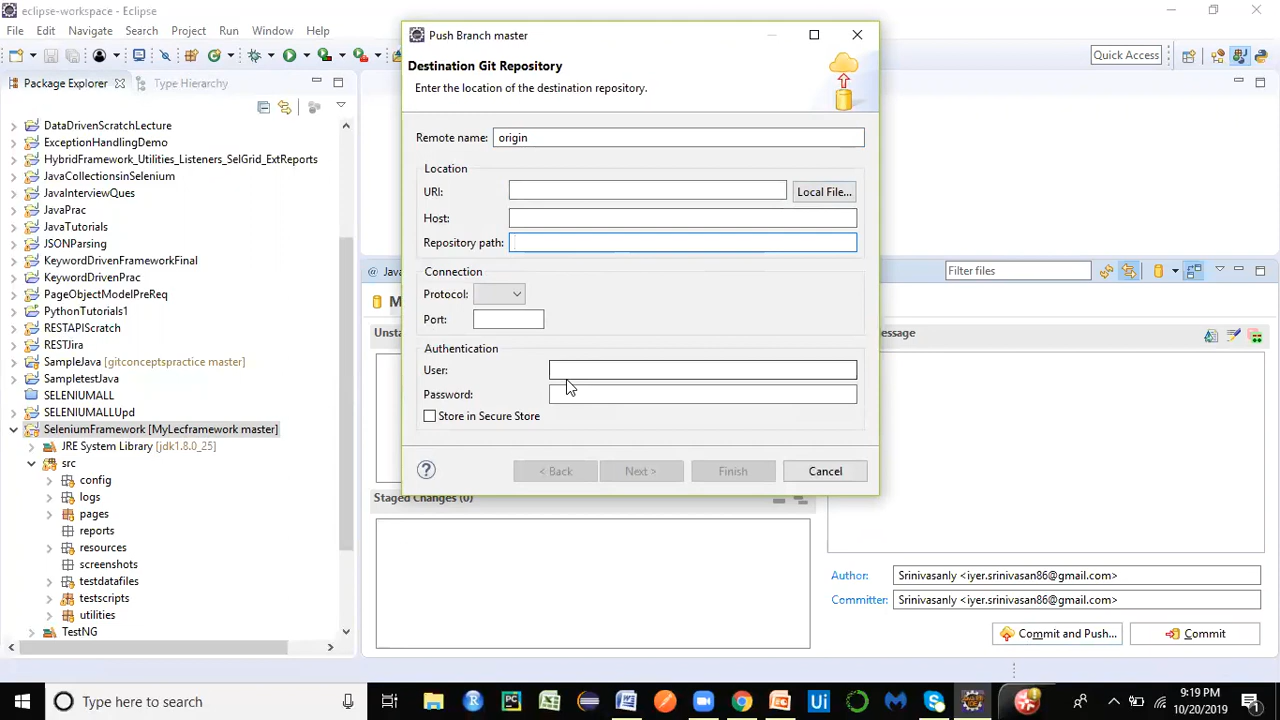 eclipse-workspace - Eclipse
File Edit Navigate Search Project Run Window Help
Quick Access
Package Explorer Type Hierarchy
DataDrivenScratchLecture
ExceptionHandlingDemo
HybridFramework_Utilities_Listeners_SelGrid_ExtReports
JavaCollectionsinSelenium
JavaInterviewQues
JavaPrac
JavaTutorials
JSONParsing
KeywordDrivenFrameworkFinal
KeywordDrivenPrac
PageObjectModelPreReq
PythonTutorials1
RESTAPIScratch
RESTJira
SampleJava [gitconceptspractice master]
SampletestJava
SELENIUMALL
SELENIUMALLUpd
SeleniumFramework [MyLecframework master]
JRE System Library [jdk1.8.0_25]
src
config
logs
pages
reports
resources
screenshots
testdatafiles
testscripts
utilities
TestNG
Push Branch master
Destination Git Repository
Enter the location of the destination repository.
Remote name: origin
Location
URI: Local File...
Host:
Repository path:
Connection
Protocol:
Port:
Authentication
User:
Password:
Store in Secure Store
? < Back Next > Finish Cancel
@ Jav
Filter files
M
Unsta
essage
Staged Changes (0)
Author: Srinivasanly <iyer.srinivasan86@gmail.com>
Committer: Srinivasanly <iyer.srinivasan86@gmail.com>
Commit and Push... Commit
Type here to search
9:19 PM
10/20/2019